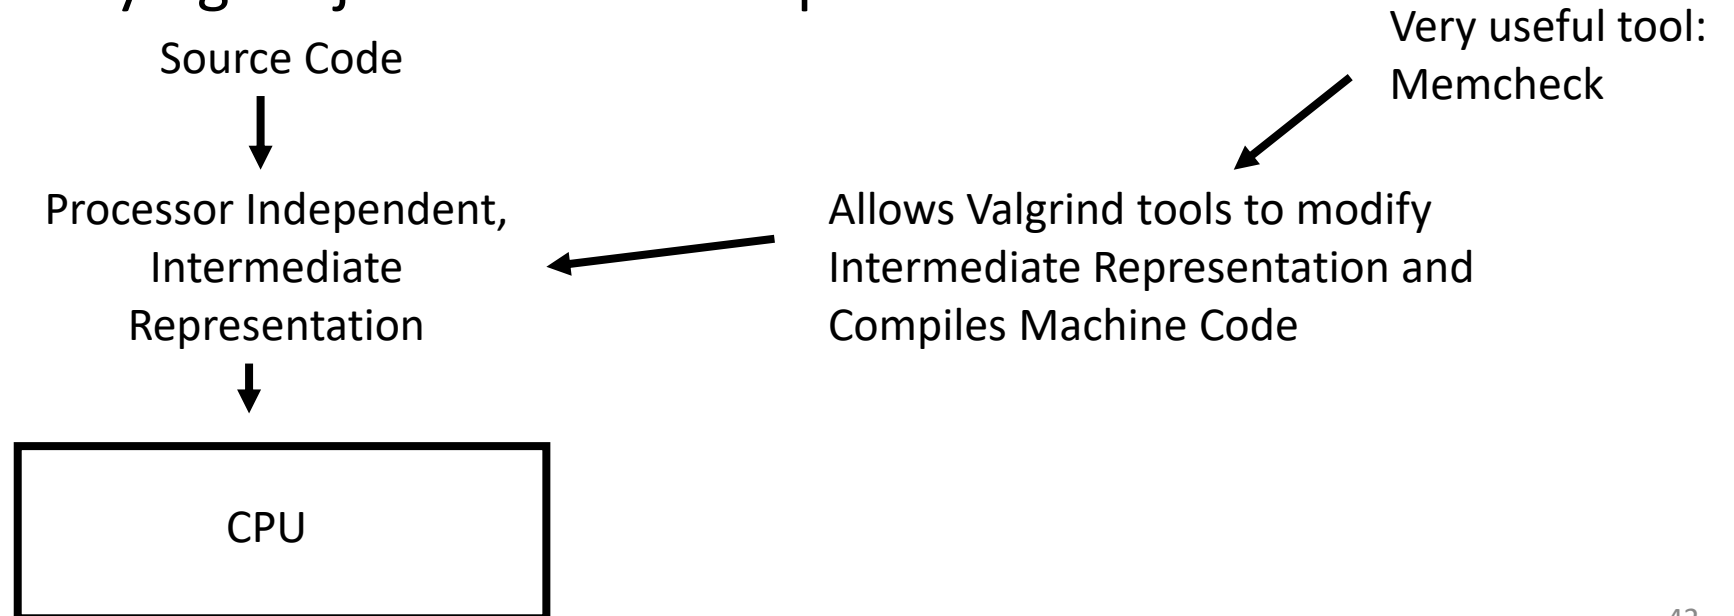 Source Code
Very useful tool:
Memcheck
Processor Independent,
Intermediate
Representation
Allows Valgrind tools to modify
Intermediate Representation and
Compiles Machine Code
CPU